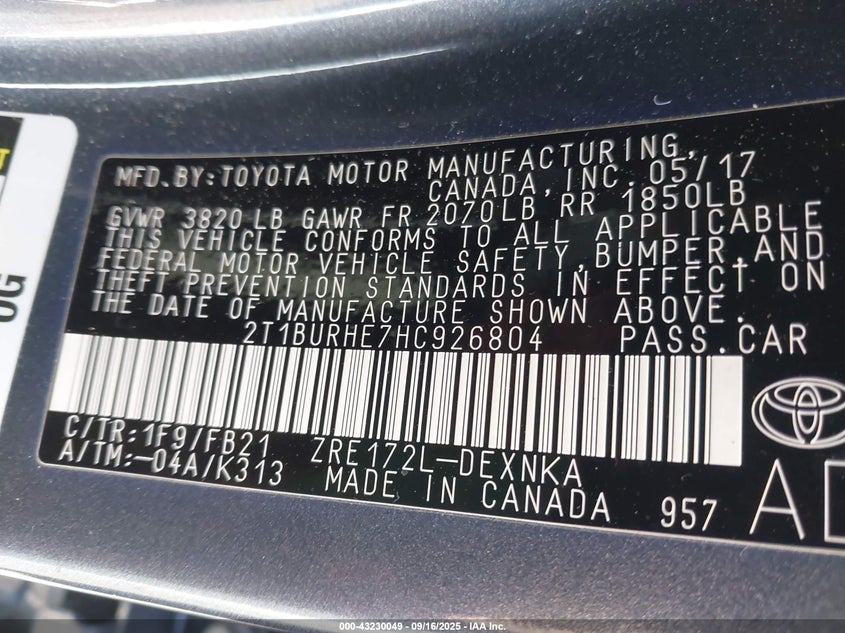 MFD.BY:TOYOTA MOTOR MANUFACTURING,
CANADA,INC. 05/17
GVWR 3820 LB GAWR FR 2070LB RR 1850LB
THIS VEHICLE CONFORMS TO ALL APPLICABLE
FEDERAL MOTOR VEHICLE SAFETY,BUMPER,AND
THEFT PREVENTION STANDARDS IN EFFECT ON
THE DATE OF MANUFACTURE SHOWN ABOVE.
2T1BURHE7HC926804 PASS.CAR
C/TR:1F9/FB21 ZRE172L-DEXNKA
A/TM:-04A/K313 MADE IN CANADA 957
000-43230049 - 09/16/2025 - IAA Inc.